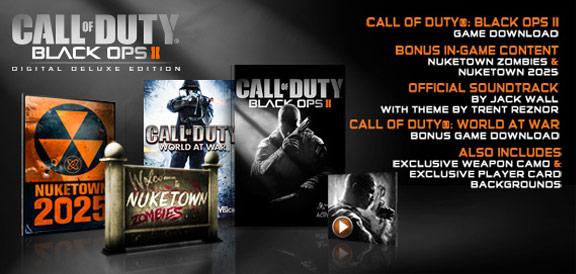 CALL OF DUTY®
BLACK OPS II
DIGITAL DELUXE EDITION
NUKETOWN
2025
CALL OF DUTY
WORLD AT WAR
Welcome
to
NUKETOWN
ZOMBIES
CALL OF DUTY
BLACK OPS II
CALL OF DUTY®: BLACK OPS II
GAME DOWNLOAD
BONUS IN-GAME CONTENT
NUKETOWN ZOMBIES &
NUKETOWN 2025
OFFICIAL SOUNDTRACK
BY JACK WALL
WITH THEME BY TRENT REZNOR
CALL OF DUTY®: WORLD AT WAR
BONUS GAME DOWNLOAD
ALSO INCLUDES
EXCLUSIVE WEAPON CAMO &
EXCLUSIVE PLAYER CARD
BACKGROUNDS